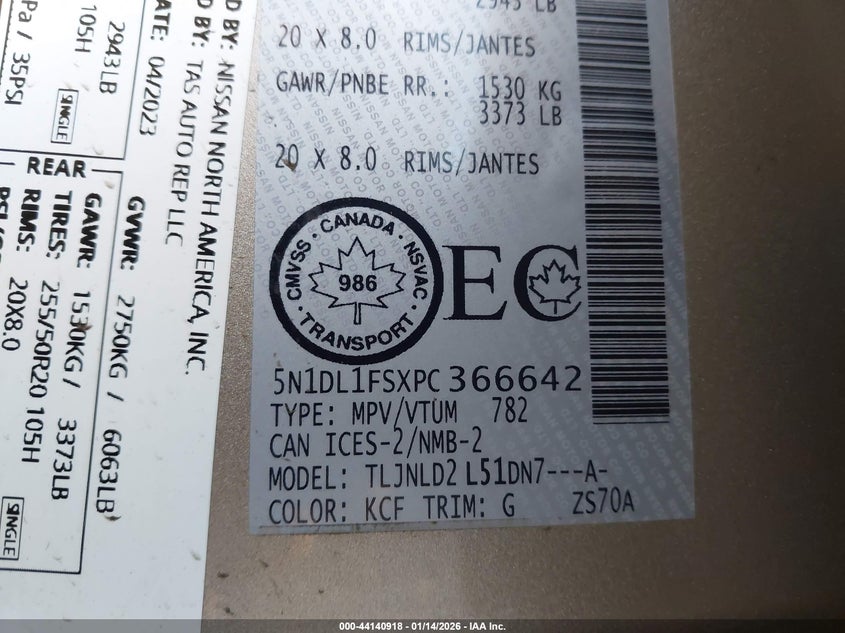 2943 LB
20 X 8.0 RIMS/JANTES
GAWR/PNBE RR.: 1530 KG
3373 LB
20 X 8.0 RIMS/JANTES
CMVSS · CANADA · NSVAC · TRANSPORT ·
986
EC
5N1DL1FSXPC366642
TYPE: MPV/VTUM 782
CAN ICES-2/NMB-2
MODEL: TLJNLD2 L51DN7---A-
COLOR: KCF TRIM: G ZS70A
D BY: NISSAN NORTH AMERICA, INC.
BY: TAS AUTO REP LLC
ATE: 04/2023
GVWR: 2750KG / 6063LB
2943LB
105H
Pa / 35PSI
SINGLE
REAR
GAWR: 1530KG / 3373LB
TIRES: 255/50R20 105H
RIMS: 20X8.0
SINGLE
000-44140918 - 01/14/2026 - IAA Inc.